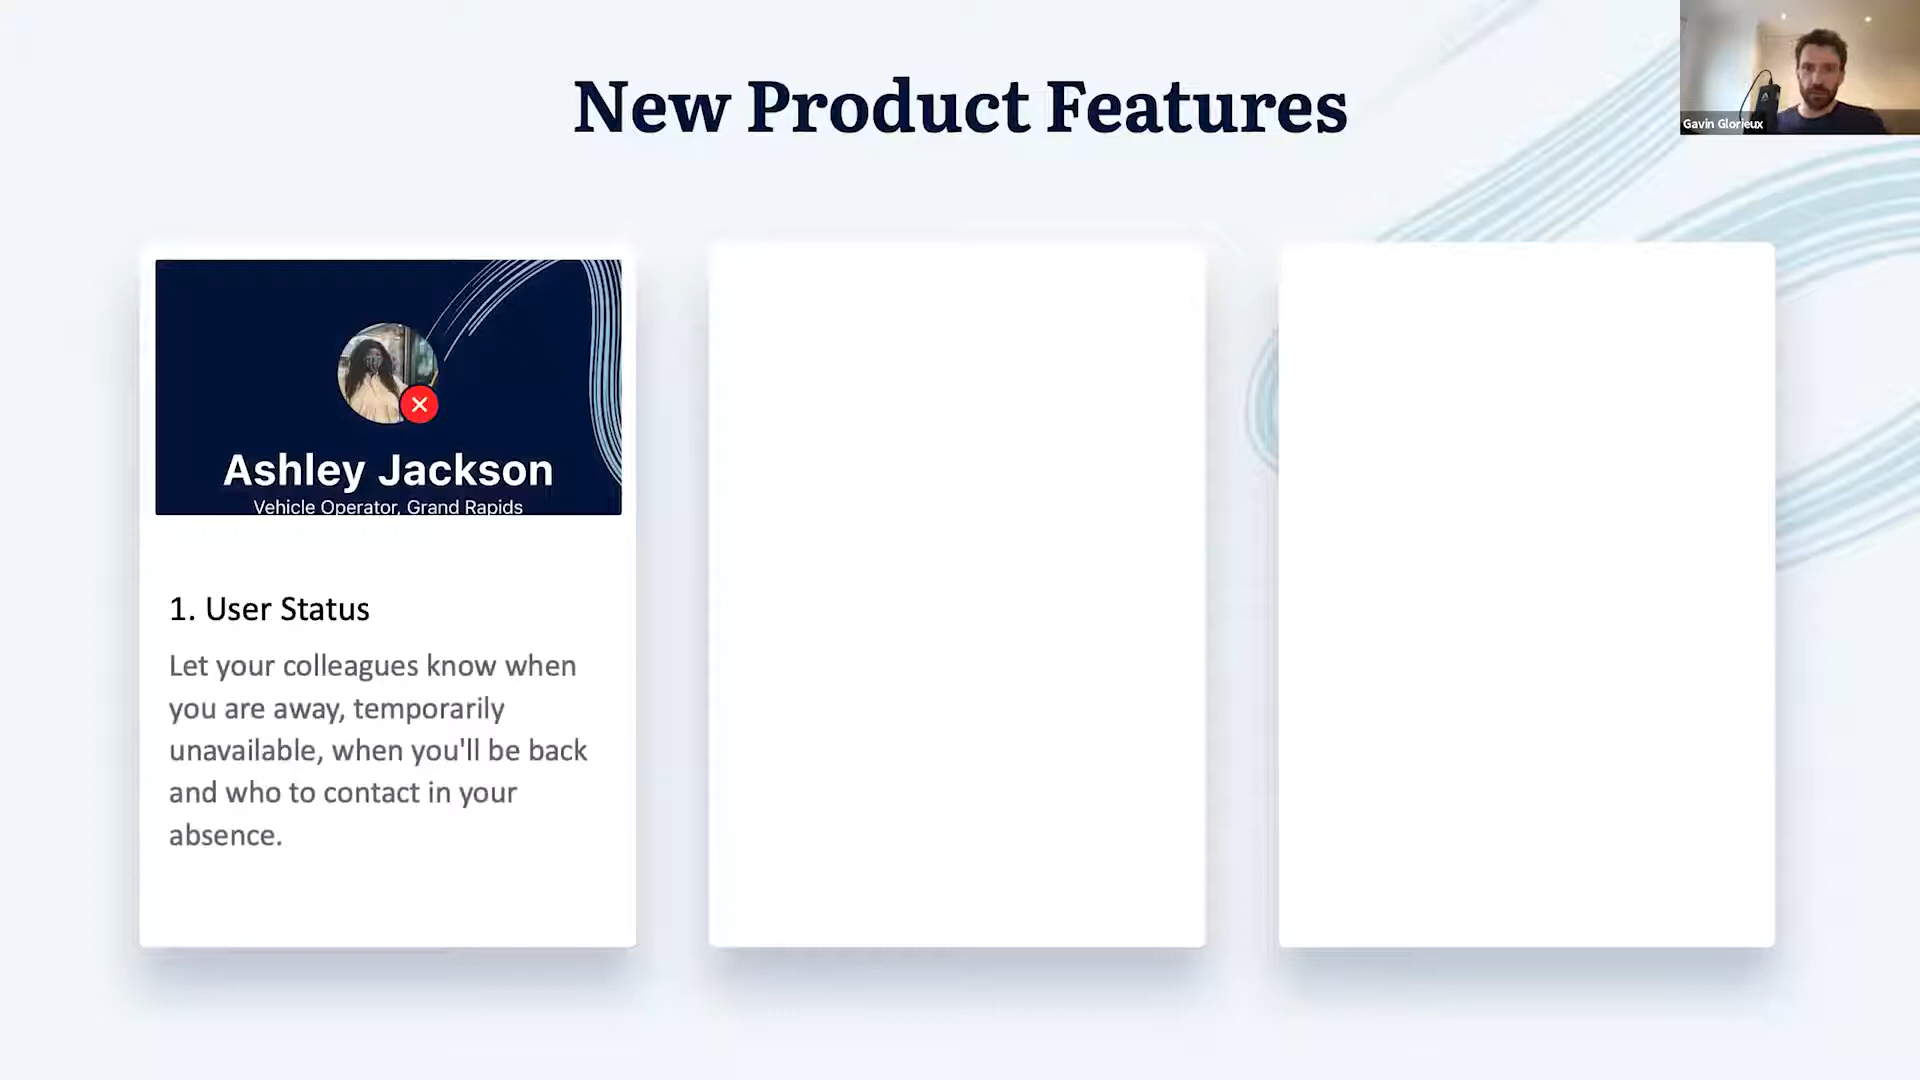 New Product Features
Gavin Glorieux
Ashley Jackson
Vehicle Operator, Grand Rapids
1. User Status
Let your colleagues know when
you are away, temporarily
unavailable, when you'll be back
and who to contact in your
absence.